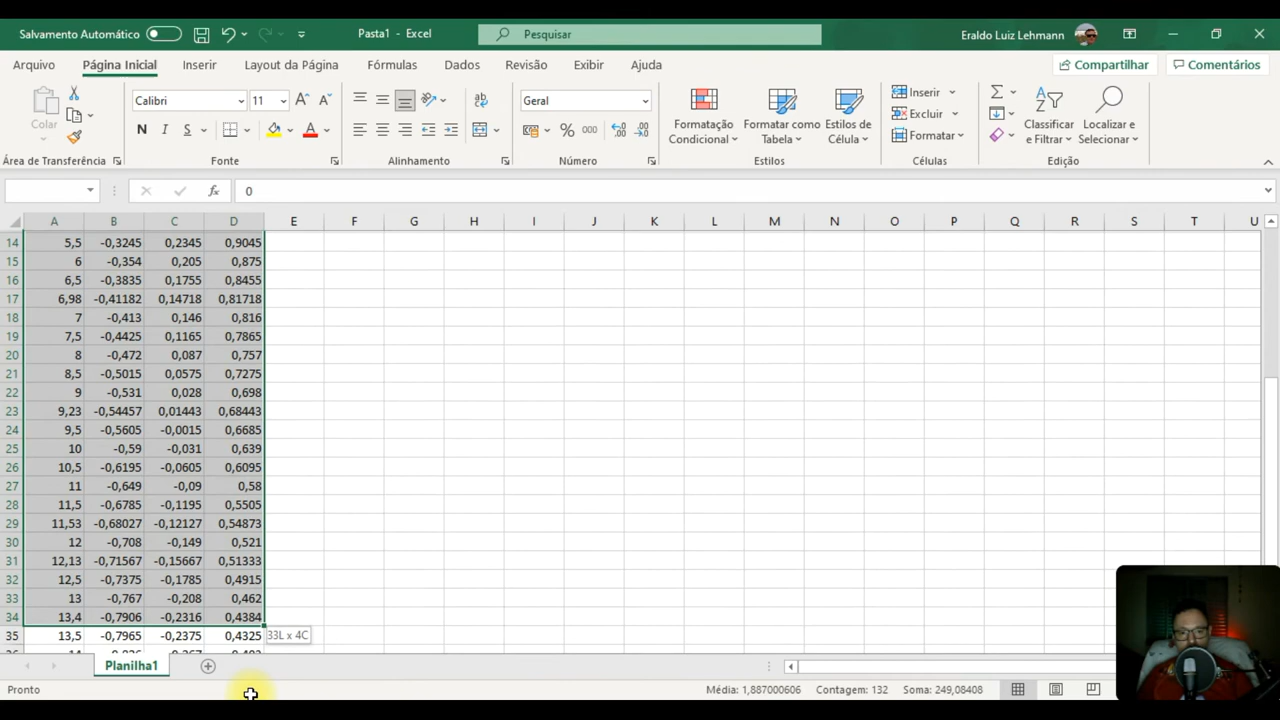 Salvamento Automático
Pasta1 - Excel
Pesquisar
Eraldo Luiz Lehmann
Arquivo Página Inicial Inserir Layout da Página Fórmulas Dados Revisão Exibir Ajuda
Compartilhar Comentários
Colar
Calibri 11
N I S
Área de Transferência
Fonte
ab
Alinhamento
Geral
% 000
Número
Formatação Condicional
Formatar como Tabela
Estilos de Célula
Estilos
Inserir
Excluir
Formatar
Células
Classificar e Filtrar
Localizar e Selecionar
Edição
fx 0
A B C D E F G H I J K L M N O P Q R S T U
14 5,5 -0,3245 0,2345 0,9045
15 6 -0,354 0,205 0,875
16 6,5 -0,3835 0,1755 0,8455
17 6,98 -0,41182 0,14718 0,81718
18 7 -0,413 0,146 0,816
19 7,5 -0,4425 0,1165 0,7865
20 8 -0,472 0,087 0,757
21 8,5 -0,5015 0,0575 0,7275
22 9 -0,531 0,028 0,698
23 9,23 -0,54457 0,01443 0,68443
24 9,5 -0,5605 -0,0015 0,6685
25 10 -0,59 -0,031 0,639
26 10,5 -0,6195 -0,0605 0,6095
27 11 -0,649 -0,09 0,58
28 11,5 -0,6785 -0,1195 0,5505
29 11,53 -0,68027 -0,12127 0,54873
30 12 -0,708 -0,149 0,521
31 12,13 -0,71567 -0,15667 0,51333
32 12,5 -0,7375 -0,1785 0,4915
33 13 -0,767 -0,208 0,462
34 13,4 -0,7906 -0,2316 0,4384
35 13,5 -0,7965 -0,2375 0,4325 33L x 4C
Planilha1
Pronto
Média: 1,887000606 Contagem: 132 Soma: 249,08408